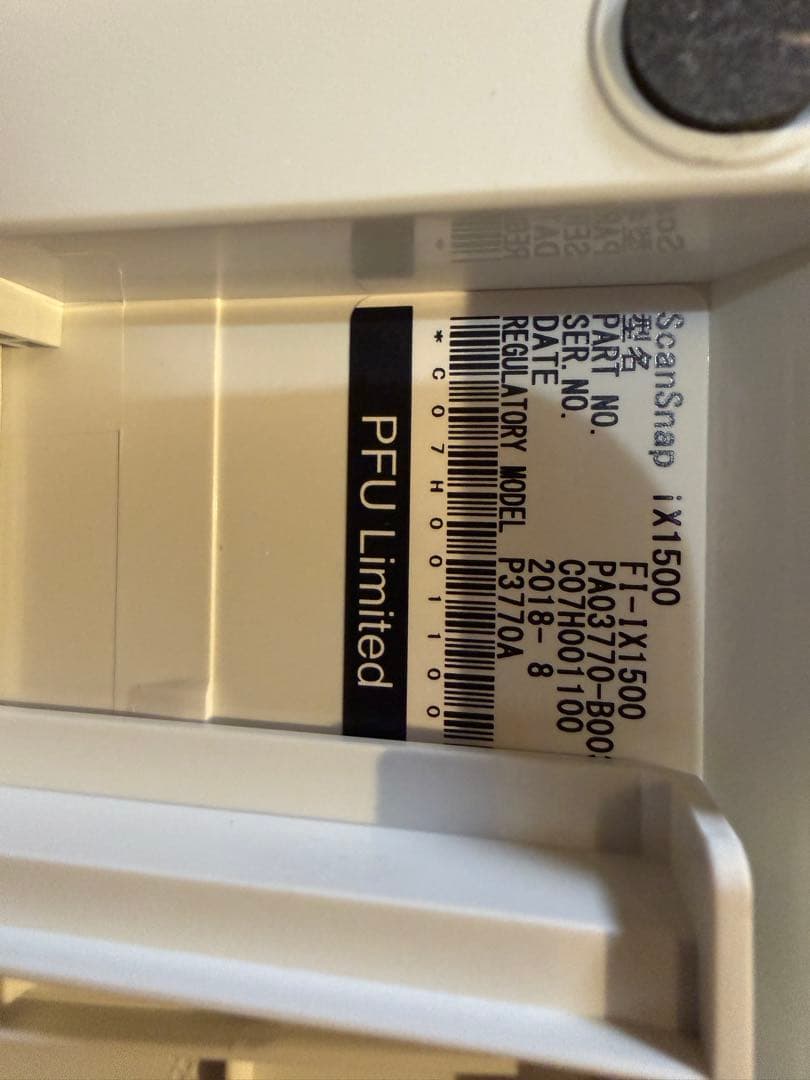 ScanSnap iX1500
型名 FI-IX1500
PART NO. PA03770-B00
SER.NO. C07H001100
DATE 2018- 8
REGULATORY MODEL P3770A
*C07H001100
PFU Limited